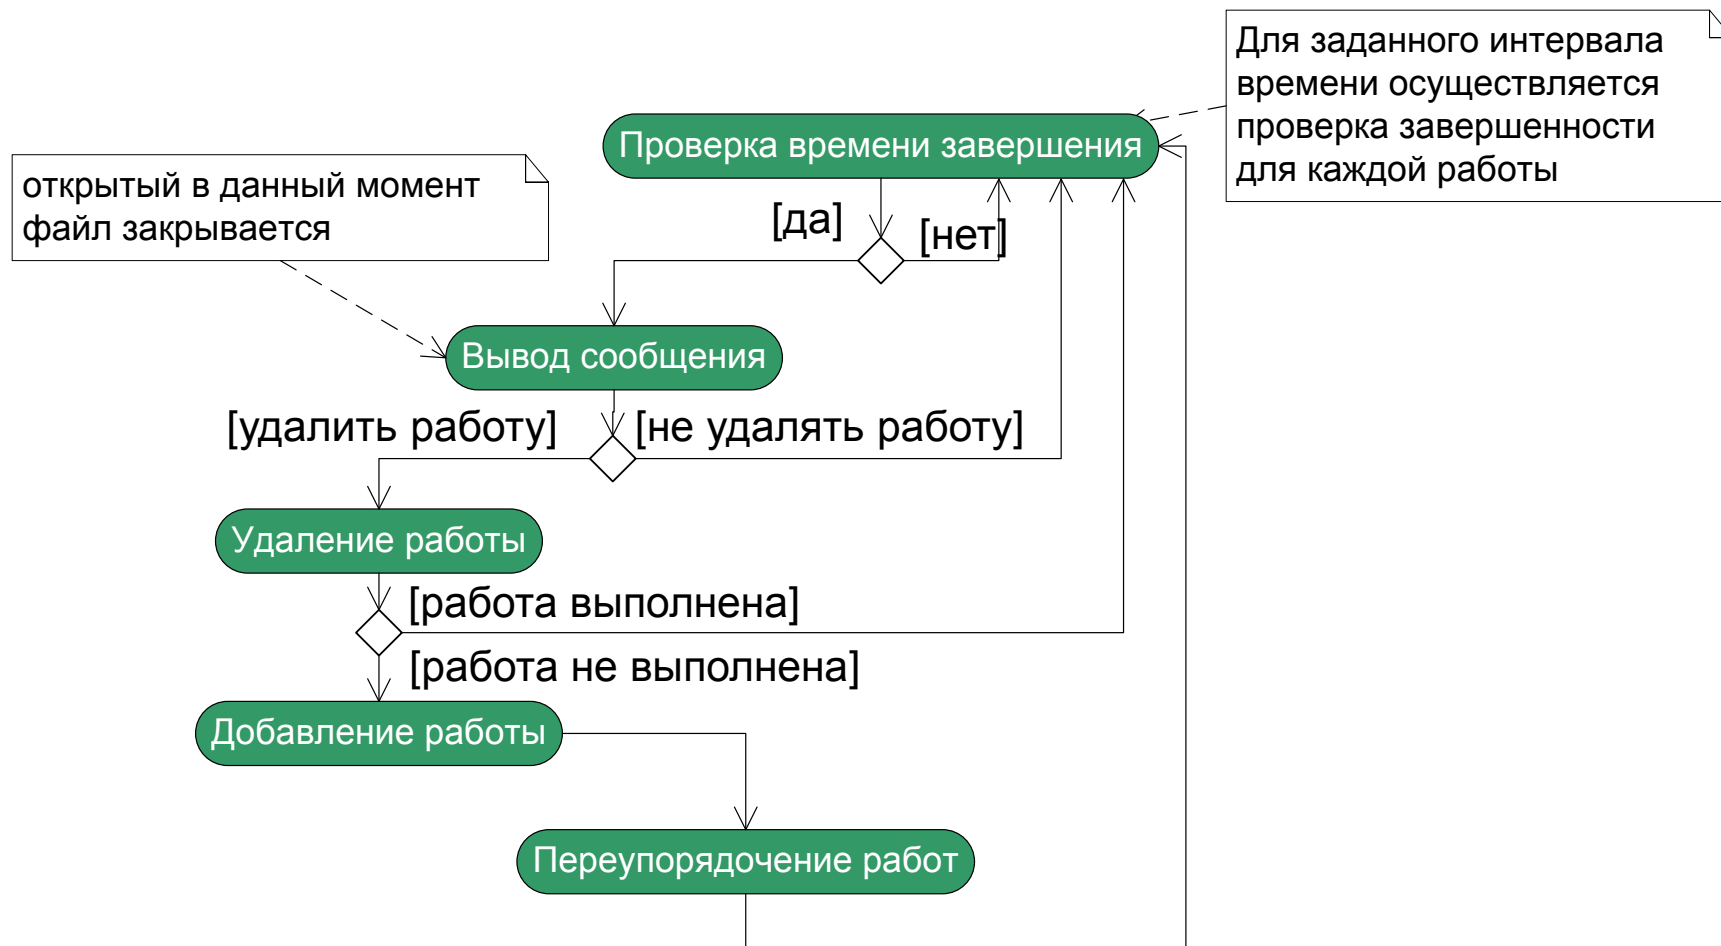 Для заданного интервала
времени осуществляется
проверка завершенности
для каждой работы
Проверка времени завершения
открытый в данный момент
файл закрывается
[да]
[нет]
Вывод сообщения
[удалить работу]
[не удалять работу]
Удаление работы
[работа выполнена]
[работа не выполнена]
Добавление работы
Переупорядочение работ